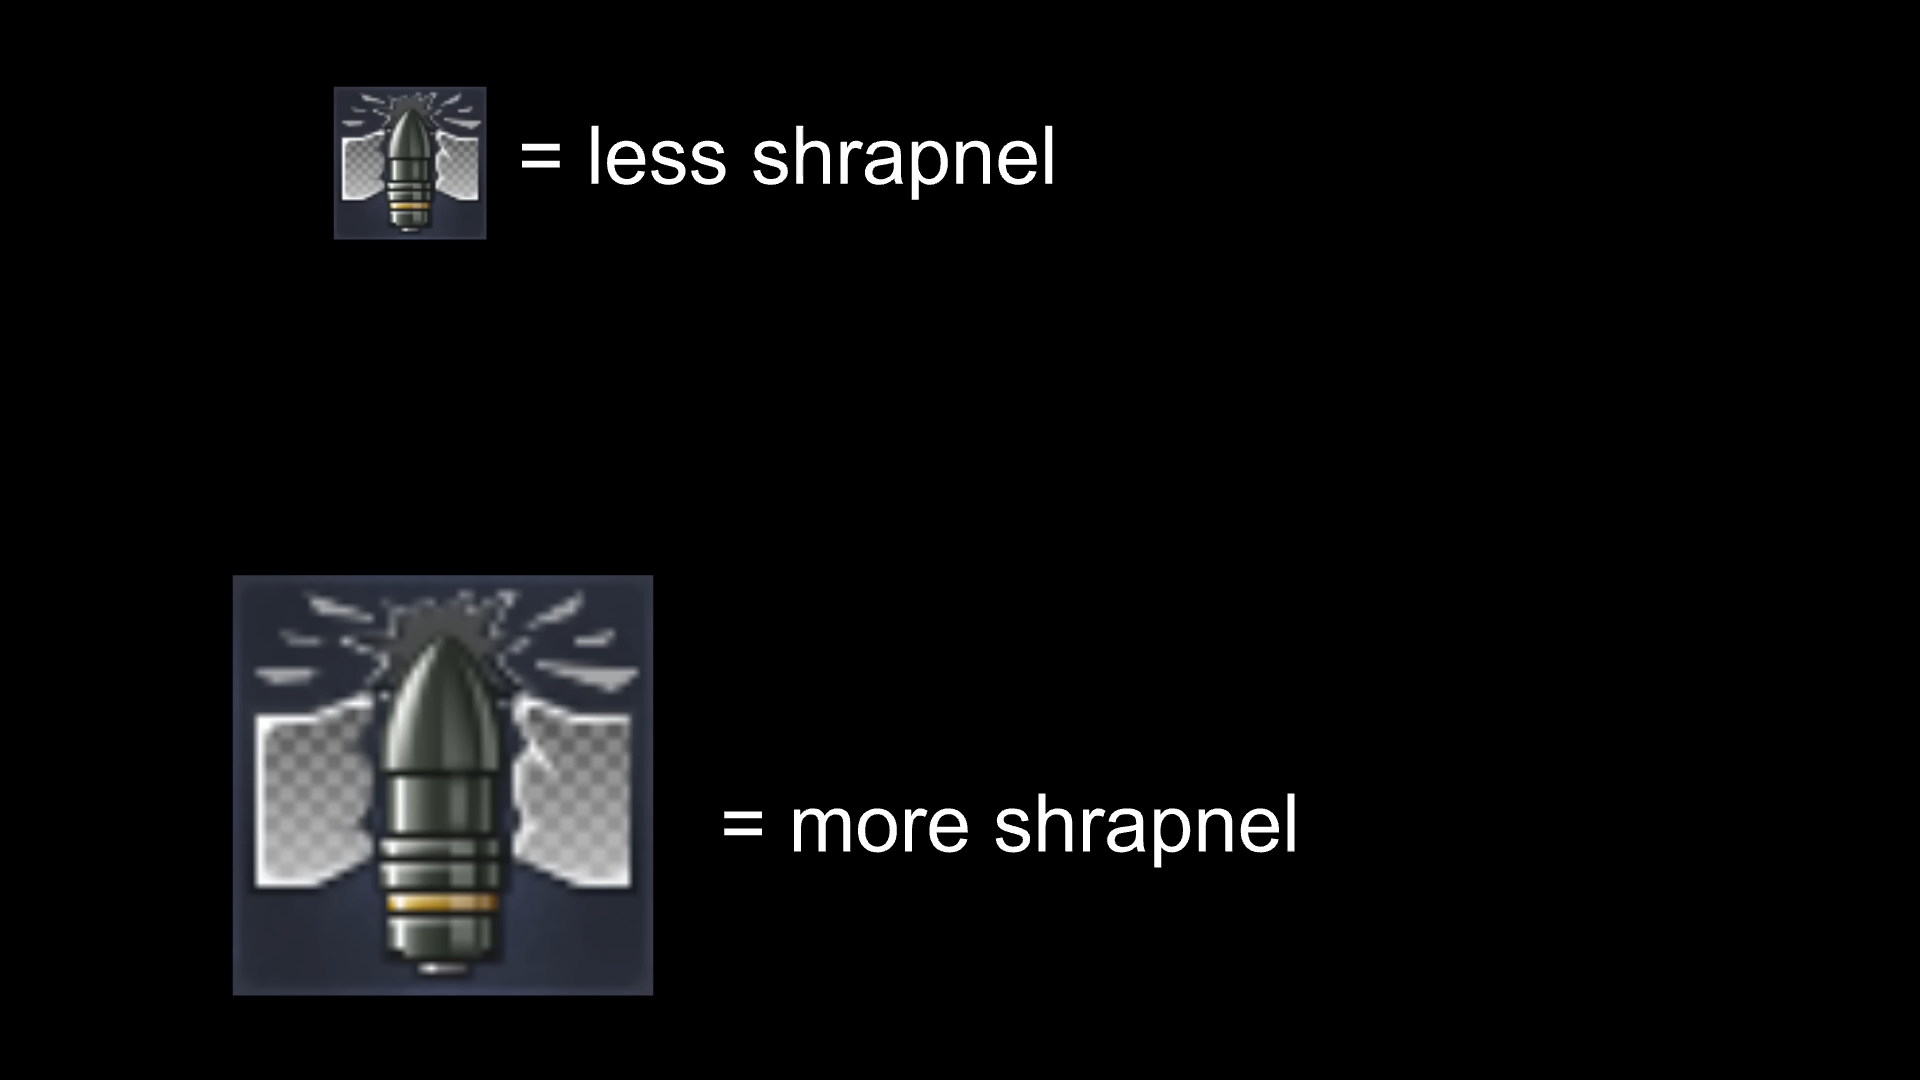 = less shrapnel
= more shrapnel